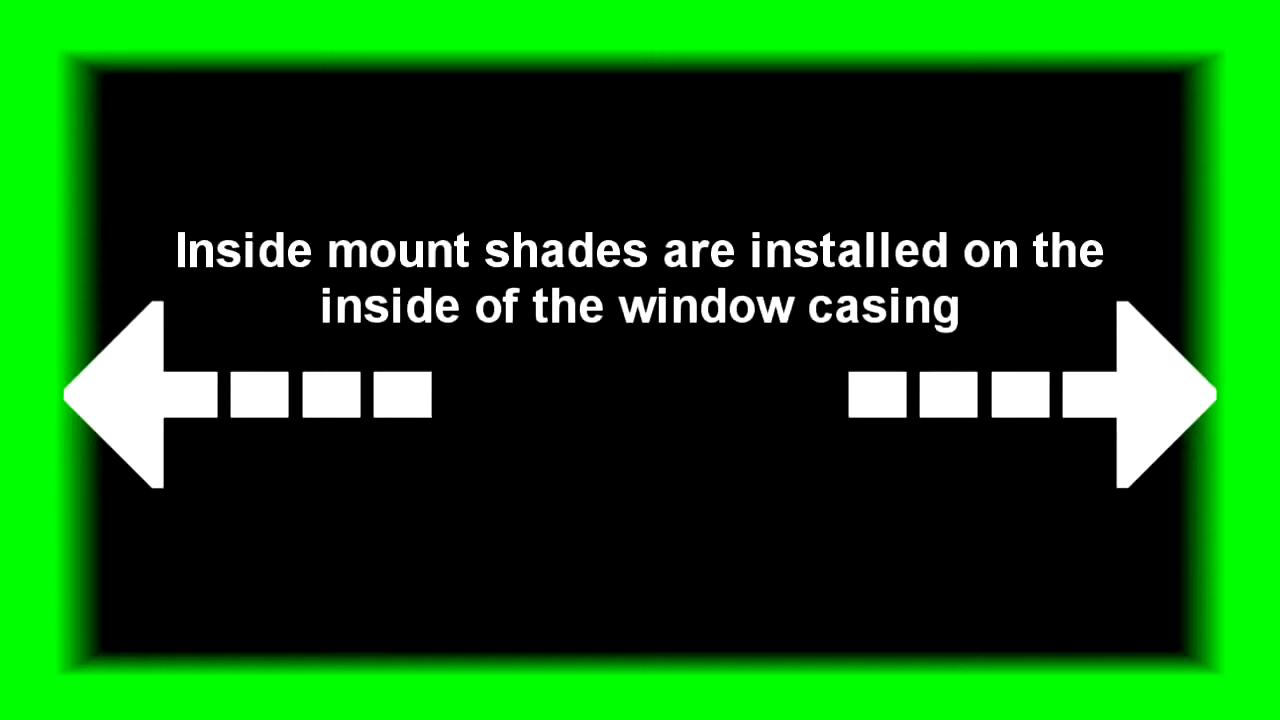 Inside mount shades are installed on the
inside of the window casing